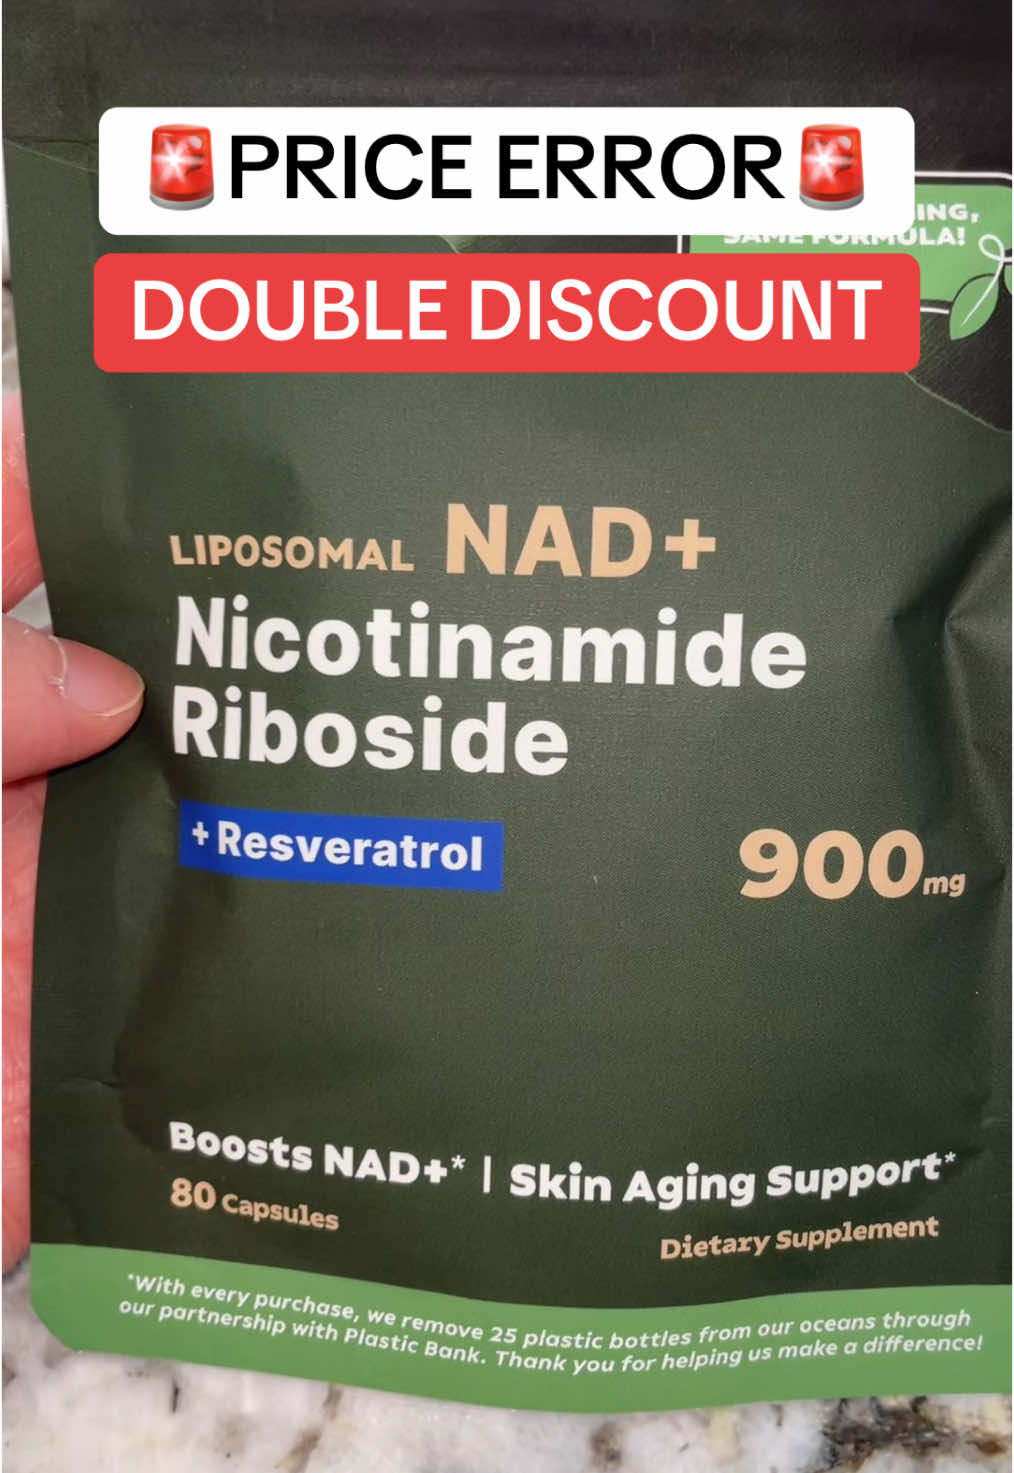 🚨PRICE ERROR🚨
DOUBLE DISCOUNT
ING,
SAME FORMULA!
LIPOSOMAL NAD+
Nicotinamide
Riboside
+ Resveratrol
900mg
Boosts NAD+* | Skin Aging Support*
80 Capsules
Dietary Supplement
*With every purchase, we remove 25 plastic bottles from our oceans through
our partnership with Plastic Bank. Thank you for helping us make a difference!